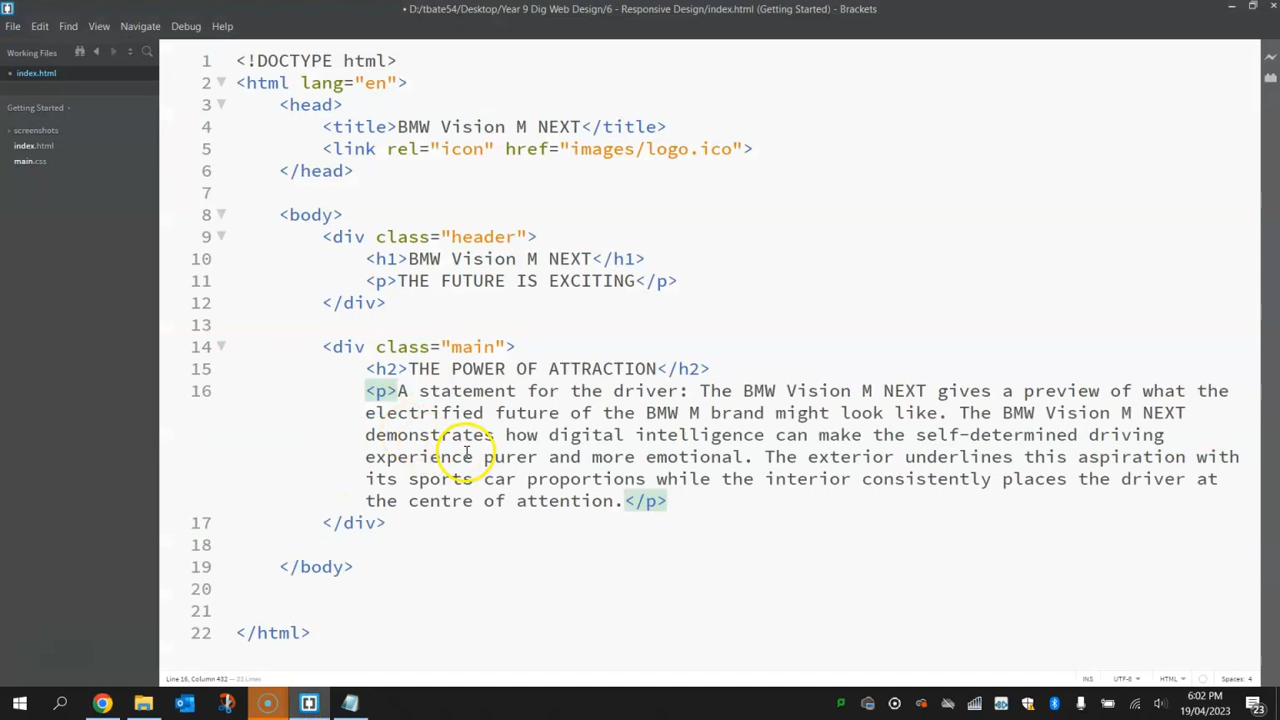 • D:/tbate54/Desktop/Year 9 Dig Web Design/6 - Responsive Design/index.html (Getting Started) - Brackets
File Edit Find View Navigate Debug Help
Working Files
• index.html
Getting Started
screenshots
index.html
main.css
1 <!DOCTYPE html>
2 <html lang="en">
3 <head>
4 <title>BMW Vision M NEXT</title>
5 <link rel="icon" href="images/logo.ico">
6 </head>
7
8 <body>
9 <div class="header">
10 <h1>BMW Vision M NEXT</h1>
11 <p>THE FUTURE IS EXCITING</p>
12 </div>
13
14 <div class="main">
15 <h2>THE POWER OF ATTRACTION</h2>
16 <p>A statement for the driver: The BMW Vision M NEXT gives a preview of what the
electrified future of the BMW M brand might look like. The BMW Vision M NEXT
demonstrates how digital intelligence can make the self-determined driving
experience purer and more emotional. The exterior underlines this aspiration with
its sports car proportions while the interior consistently places the driver at
the centre of attention.</p>
17 </div>
18
19 </body>
20
21
22 </html>
Line 16, Column 432 — 22 Lines
INS UTF-8 HTML Spaces: 4
6:02 PM
19/04/2023
23